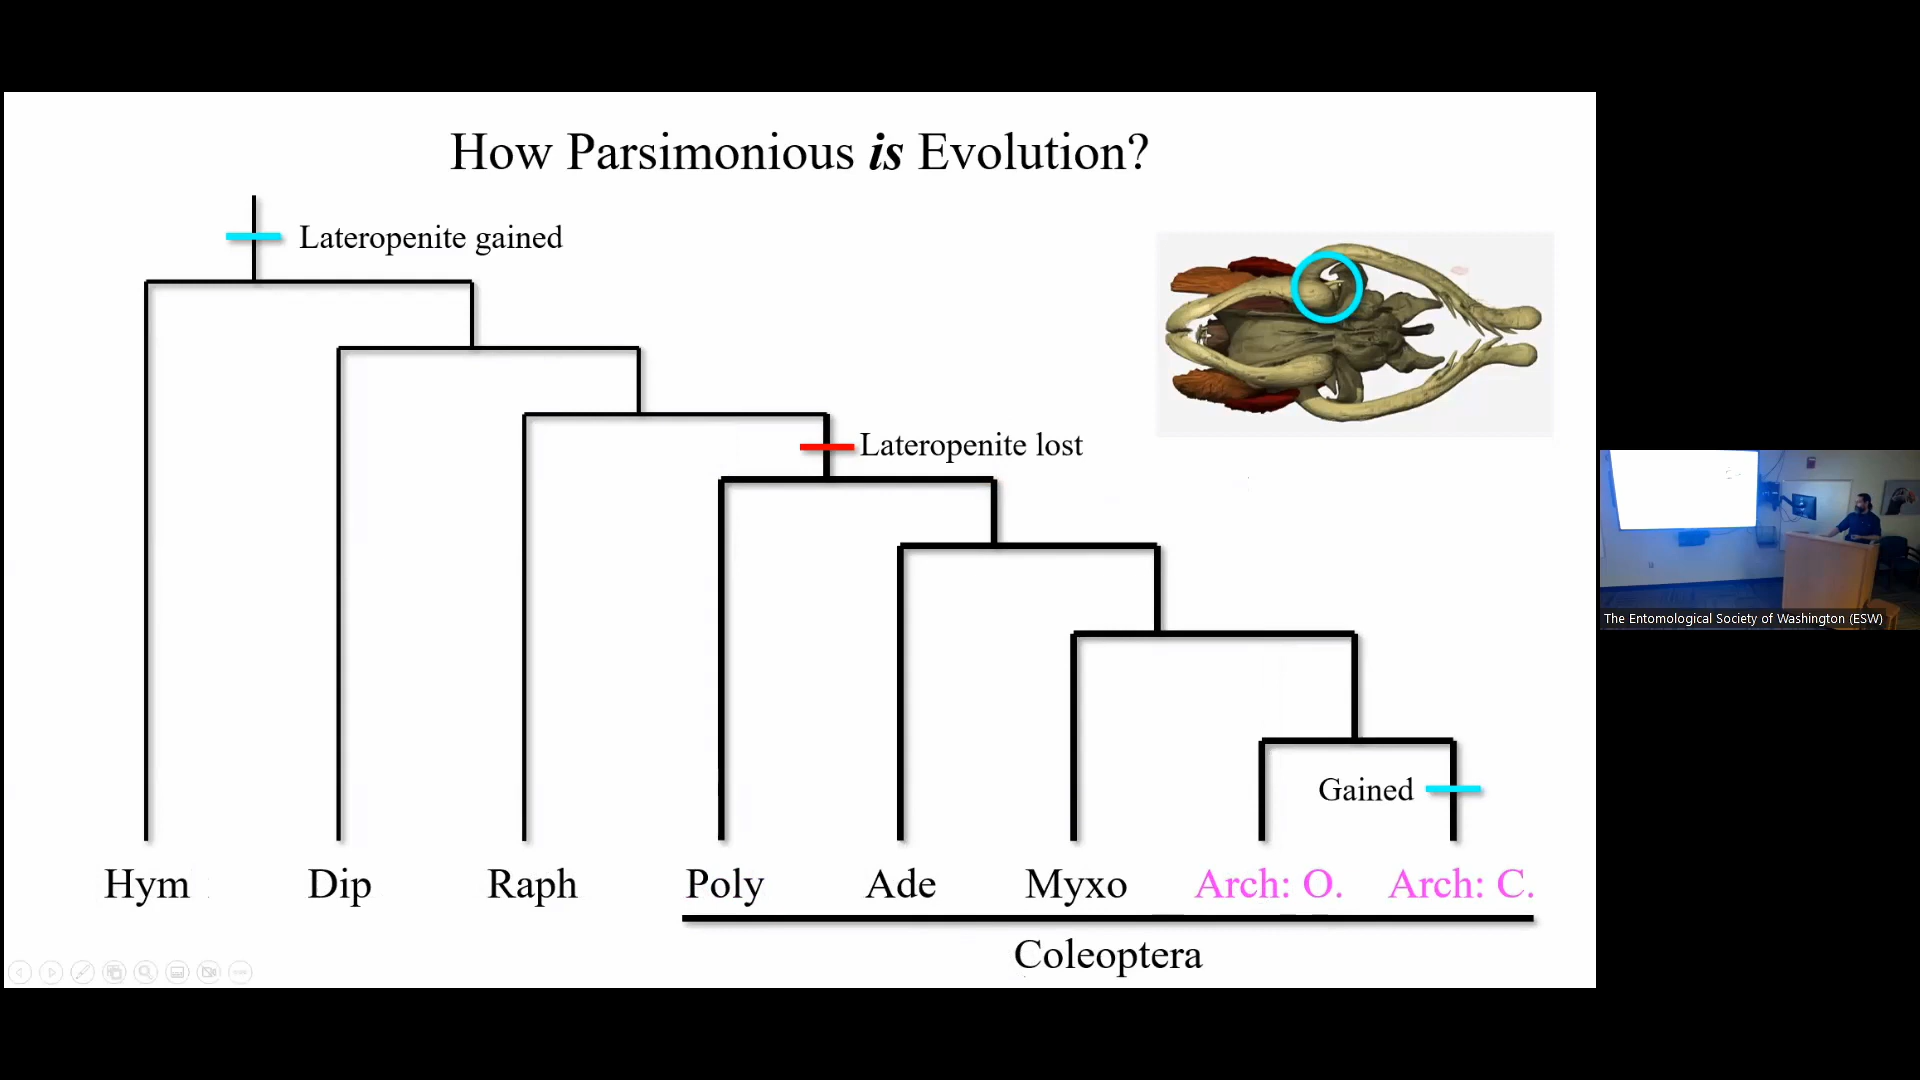 How Parsimonious is Evolution?
Lateropenite gained
Lateropenite lost
Gained
Hym
Dip
Raph
Poly
Ade
Myxo
Arch: O.
Arch: C.
Coleoptera
The Entomological Society of Washington (ESW)